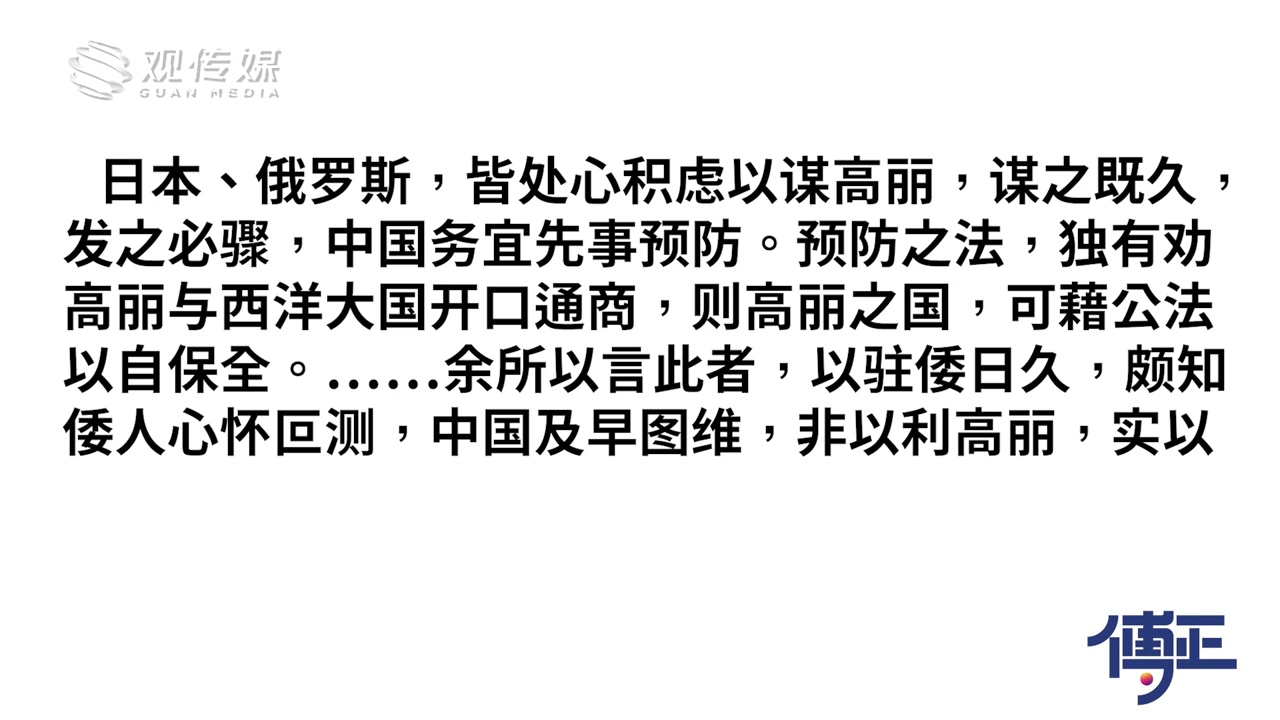 观传媒
GUAN MEDIA
日本、俄罗斯，皆处心积虑以谋高丽，谋之既久，
发之必骤，中国务宜先事预防。预防之法，独有劝
高丽与西洋大国开口通商，则高丽之国，可藉公法
以自保全。……余所以言此者，以驻倭日久，颇知
倭人心怀叵测，中国及早图维，非以利高丽，实以
傅正